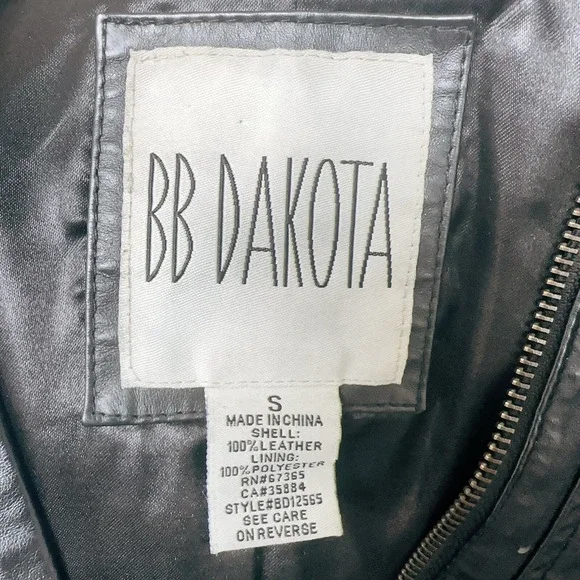 BB DAKOTA
S
MADE IN CHINA
SHELL:
100% LEATHER
LINING:
100% POLYESTER
RN#67365
CA#35884
STYLE#BD12565
SEE CARE
ON REVERSE